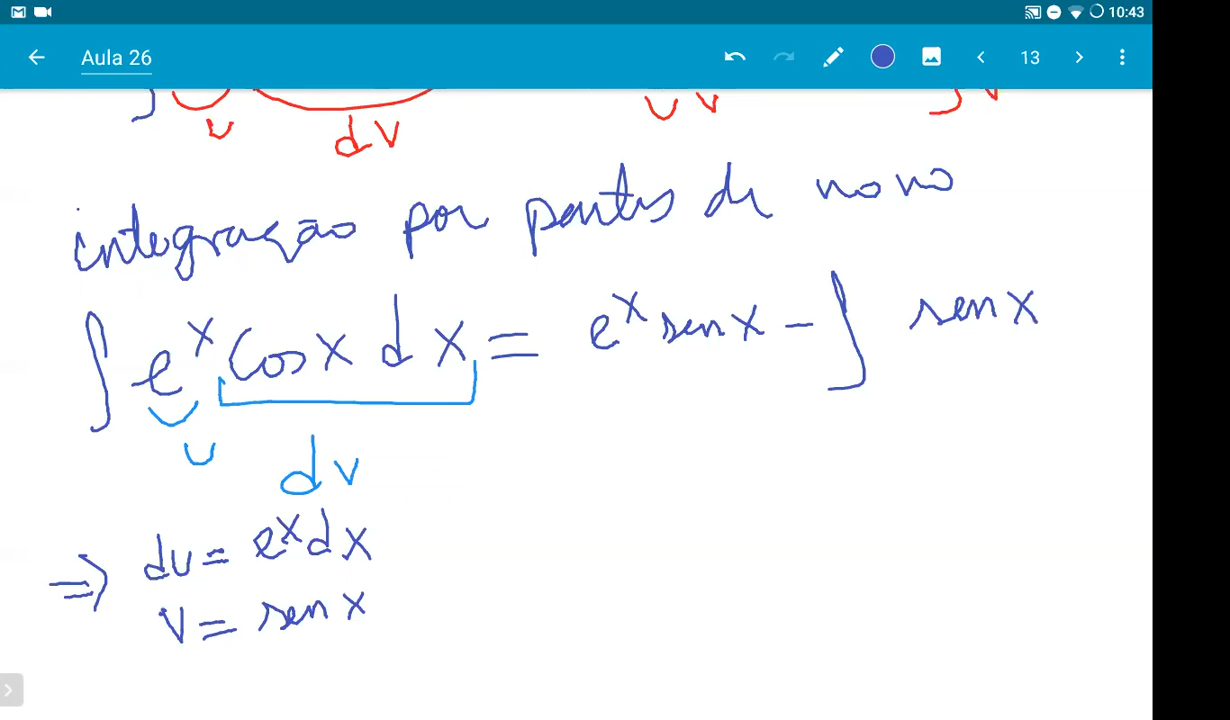 10:43
Aula 26
13
∫ u dv u v ∫ v
integração por partes de novo
∫ e^x cos x dx = e^x sen x - ∫ sen x
u
dv
⇒ du = e^x dx
v = sen x